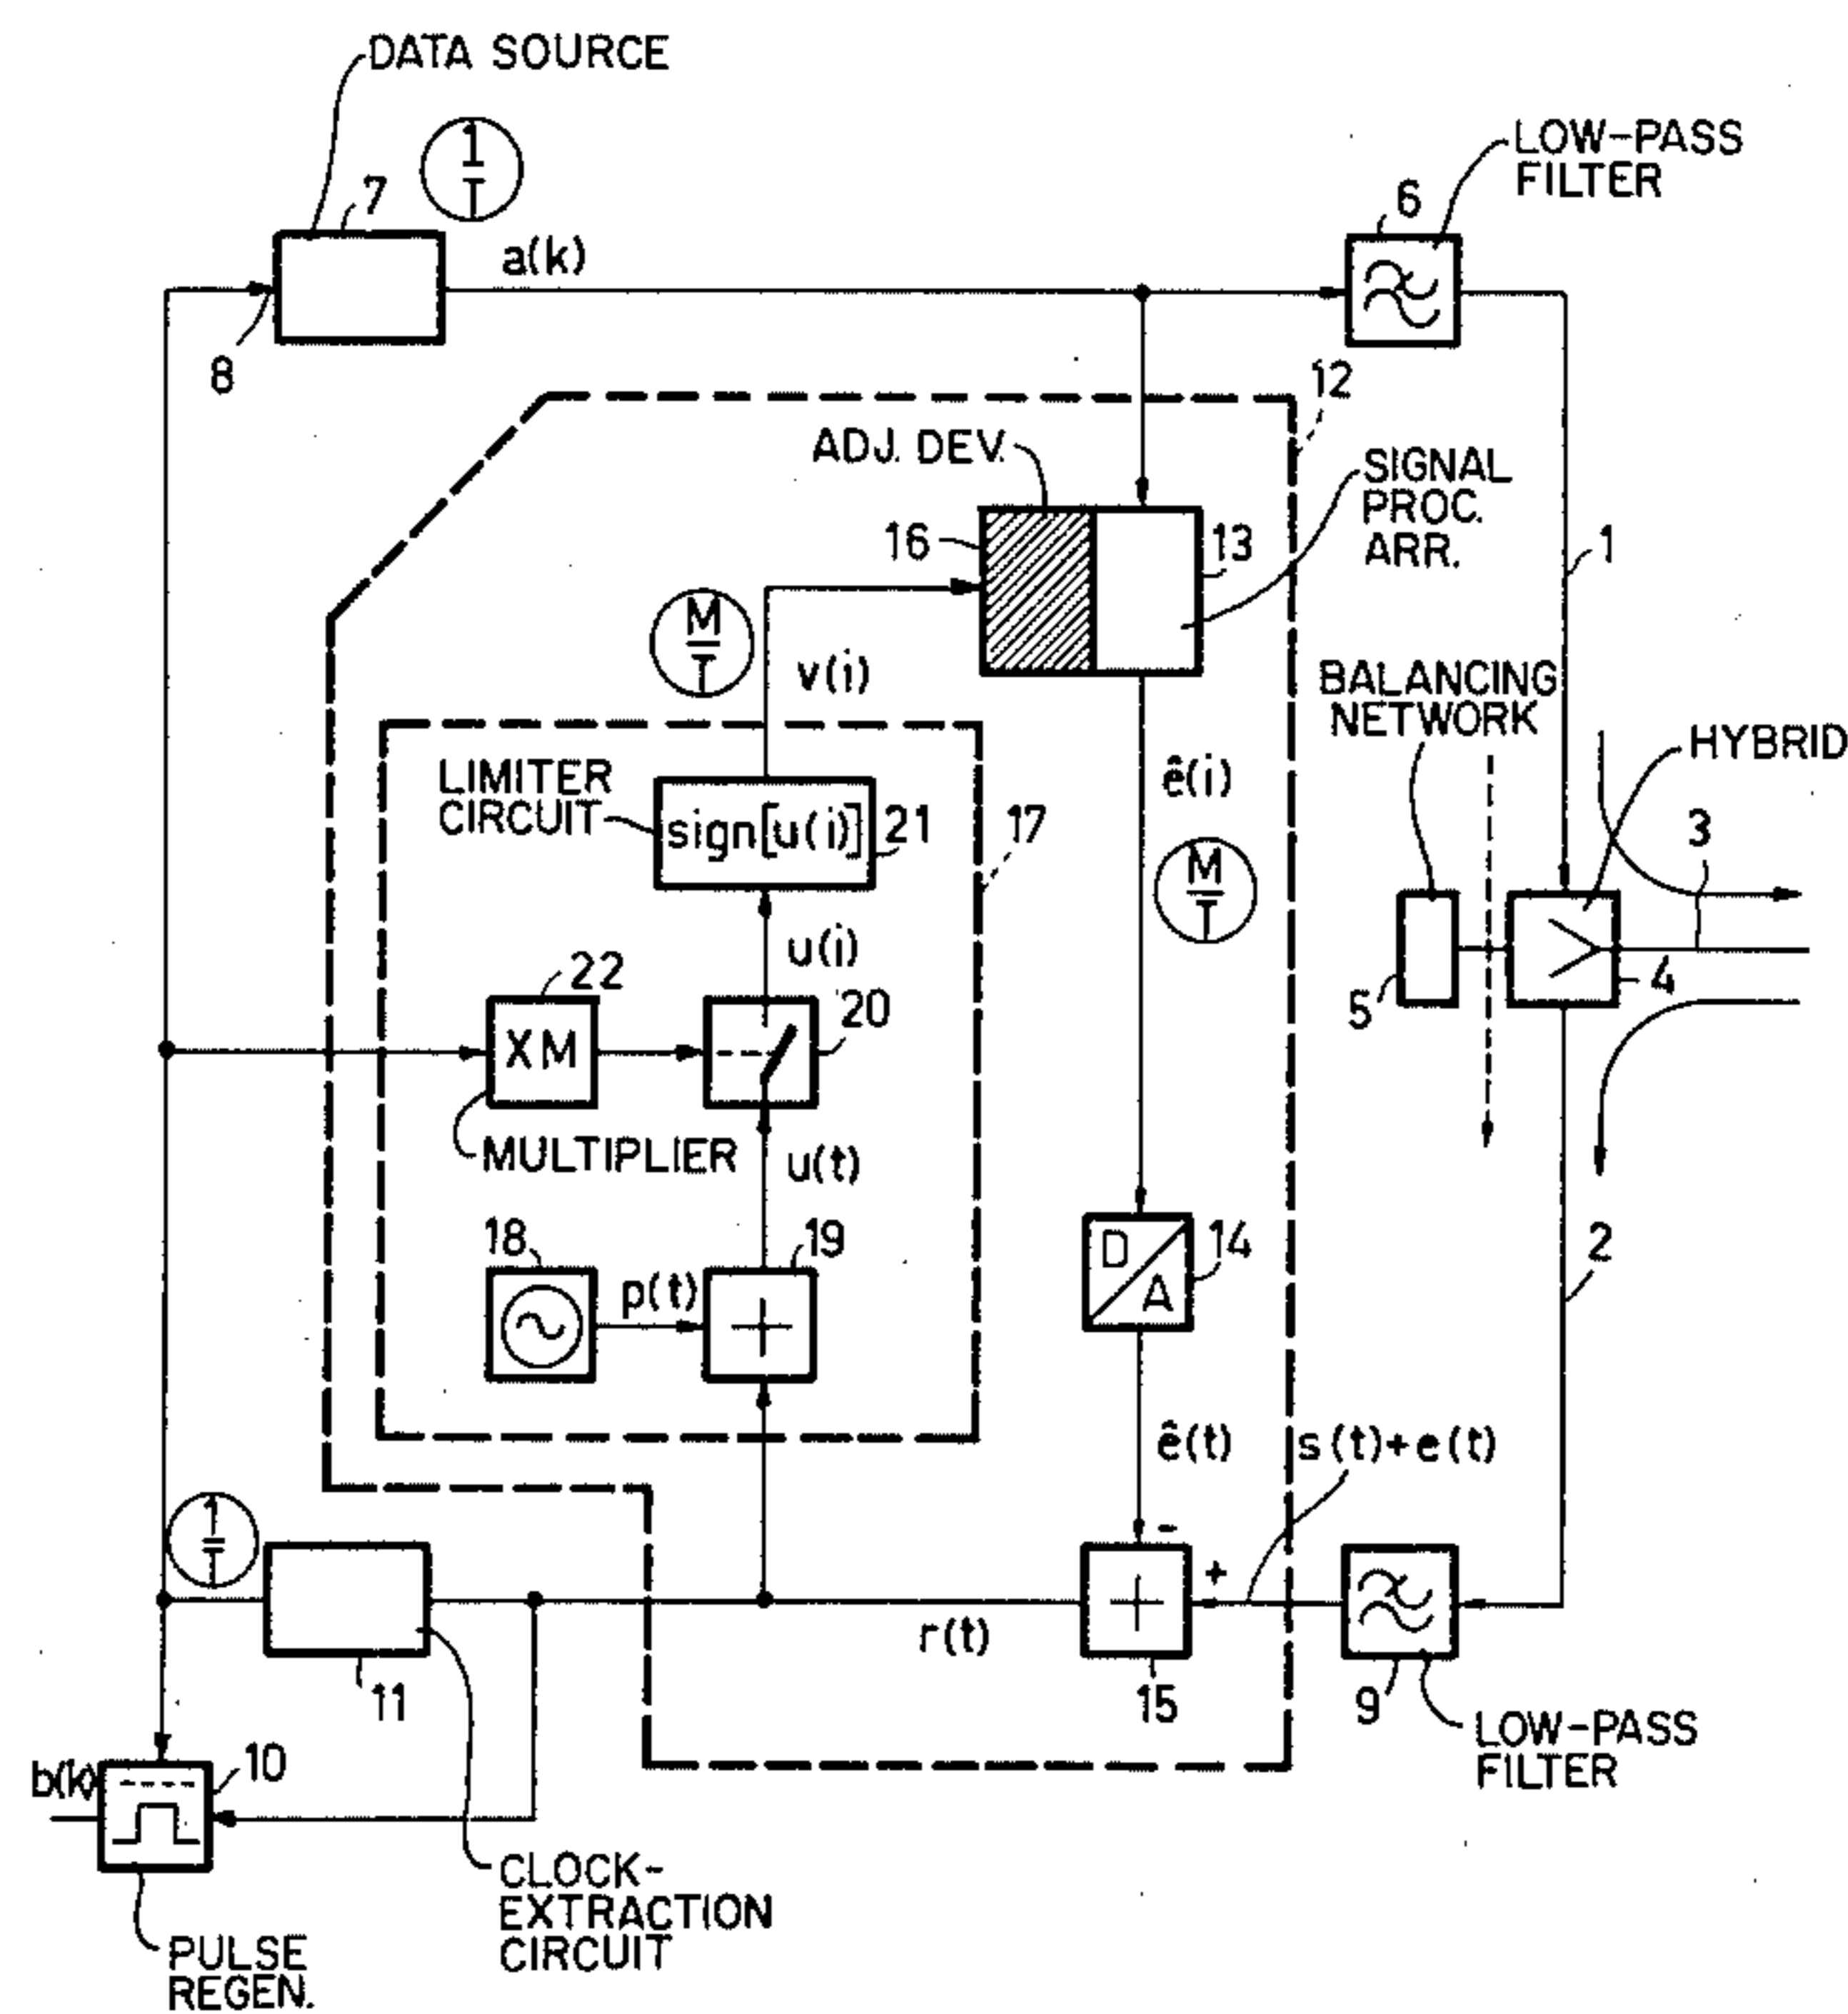 DATA SOURCE
1
T
LOW-PASS
FILTER
7
6
a(k)
8
12
ADJ. DEV.
SIGNAL
PROC.
ARR.
16
13
1
M
T
v(i)
BALANCING
NETWORK
HYBRID
LIMITER
CIRCUIT
sign[u(i)]
21
17
ê(i)
3
M
T
u(i)
22
20
5
4
XM
MULTIPLIER
u(t)
18
19
D
A
14
2
p(t)
ê(t)
s(t)+e(t)
1
T
-
+
r(t)
11
15
9
LOW-PASS
FILTER
b(k)
10
CLOCK-
EXTRACTION
CIRCUIT
PULSE
REGEN.